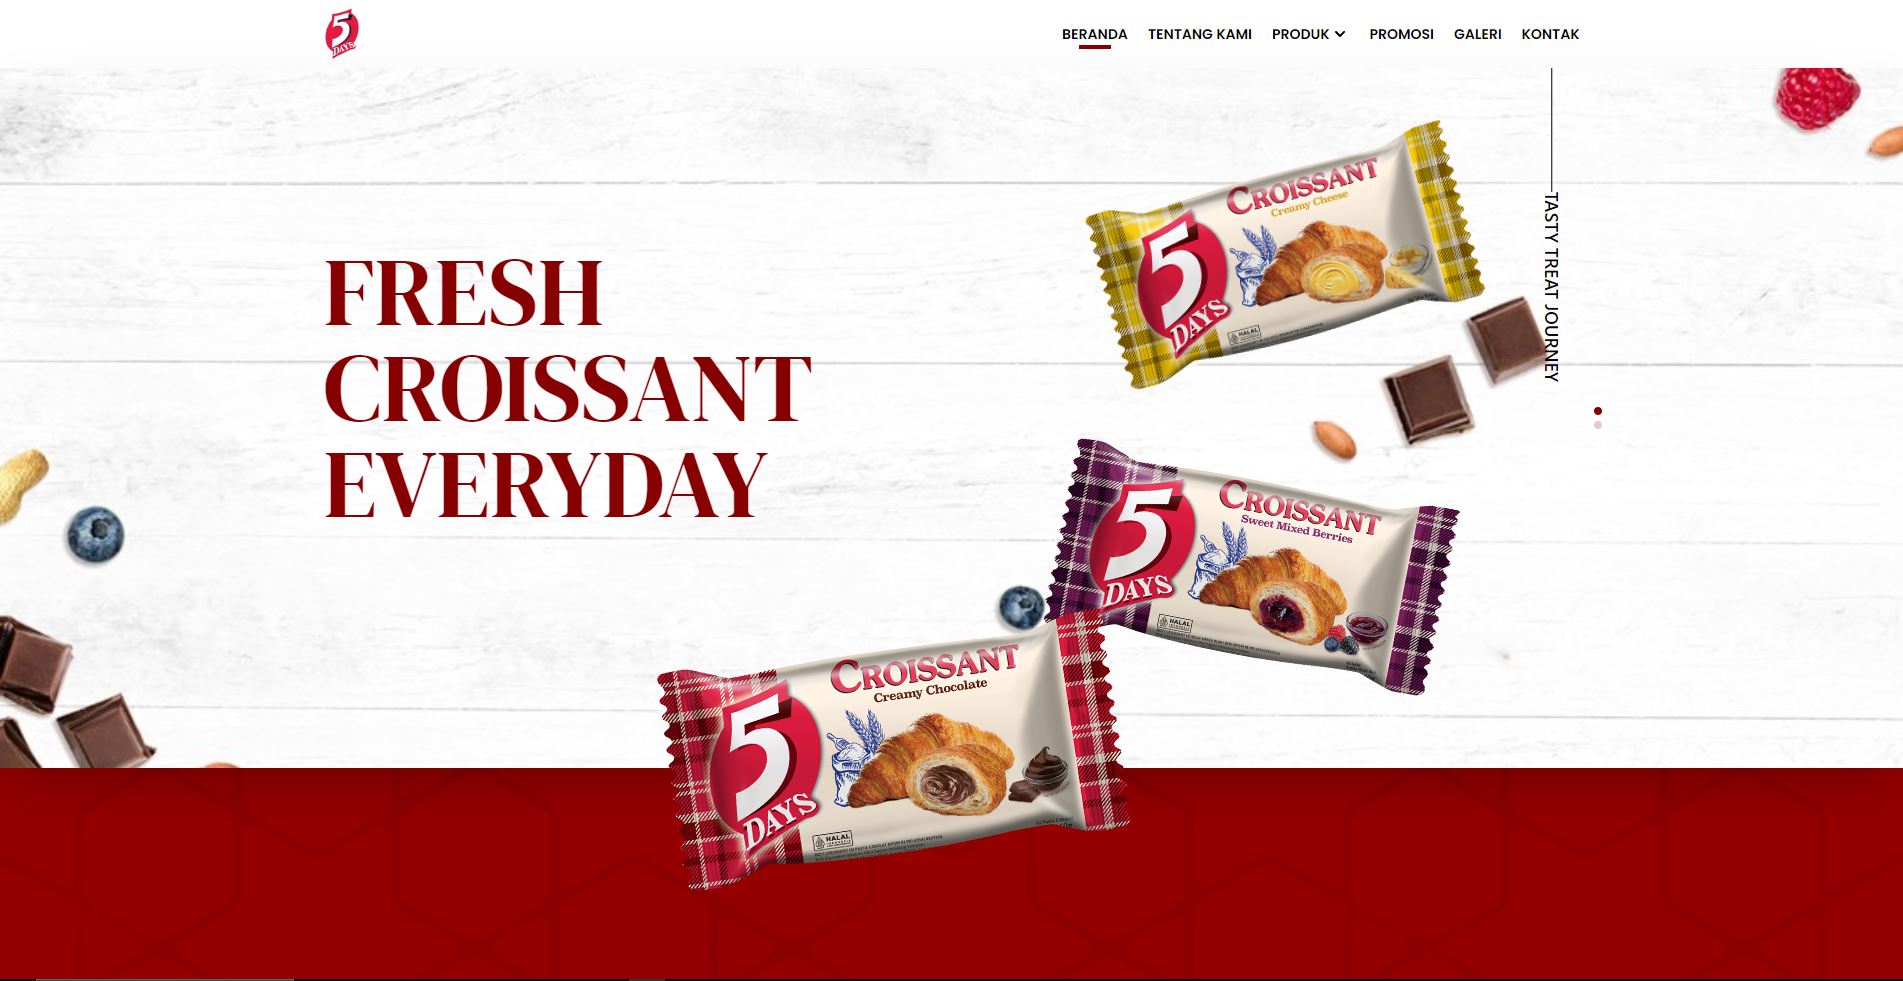 5
DAYS
BERANDA TENTANG KAMI PRODUK PROMOSI GALERI KONTAK
TASTY TREAT JOURNEY
FRESH
CROISSANT
EVERYDAY
CROISSANT
Creamy Cheese
5
DAYS
HALAL
CROISSANT
Sweet Mixed Berries
5
DAYS
HALAL
CROISSANT
Creamy Chocolate
5
DAYS
HALAL